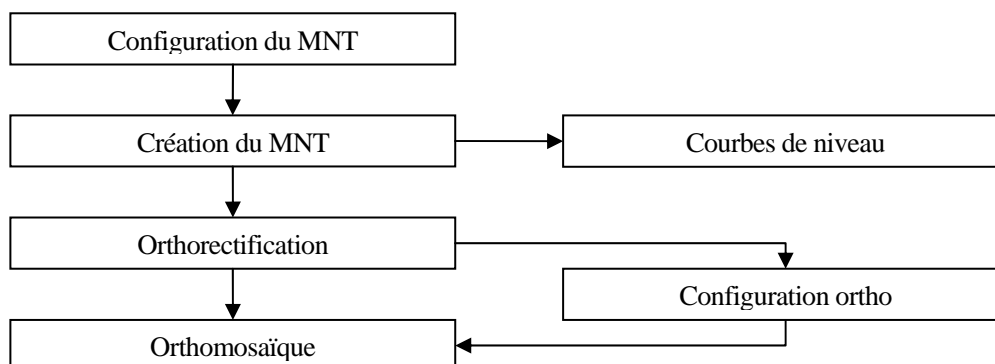 Configuration du MNT
Création du MNT
Courbes de niveau
Orthorectification
Configuration ortho
Orthomosaïque